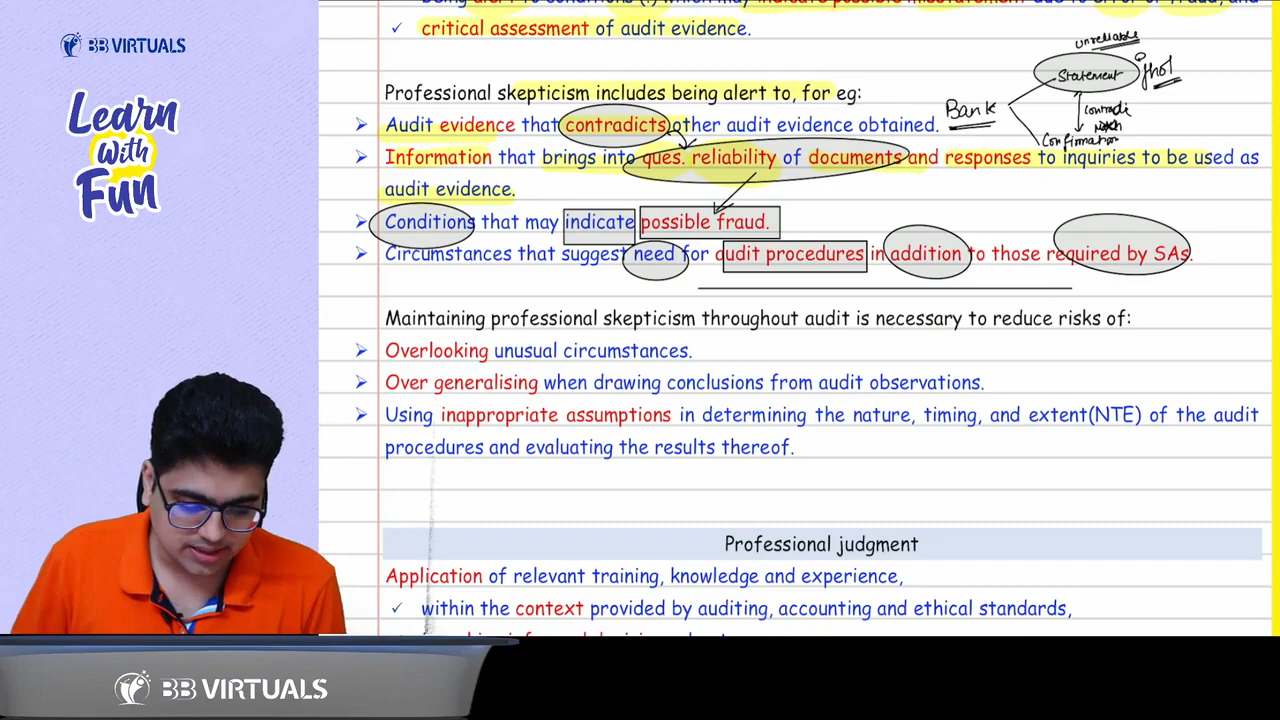 BB VIRTUALS
Learn
with
Fun
critical assessment of audit evidence.
Professional skepticism includes being alert to, for eg:
Audit evidence that contradicts other audit evidence obtained.
Information that brings into ques. reliability of documents and responses to inquiries to be used as
audit evidence.
Conditions that may indicate possible fraud.
Circumstances that suggest need for audit procedures in addition to those required by SAs.
unreliable
Statement
jhol
Bank
Confirmation
Maintaining professional skepticism throughout audit is necessary to reduce risks of:
Overlooking unusual circumstances.
Over generalising when drawing conclusions from audit observations.
Using inappropriate assumptions in determining the nature, timing, and extent(NTE) of the audit
procedures and evaluating the results thereof.
Professional judgment
Application of relevant training, knowledge and experience,
within the context provided by auditing, accounting and ethical standards,
BB VIRTUALS